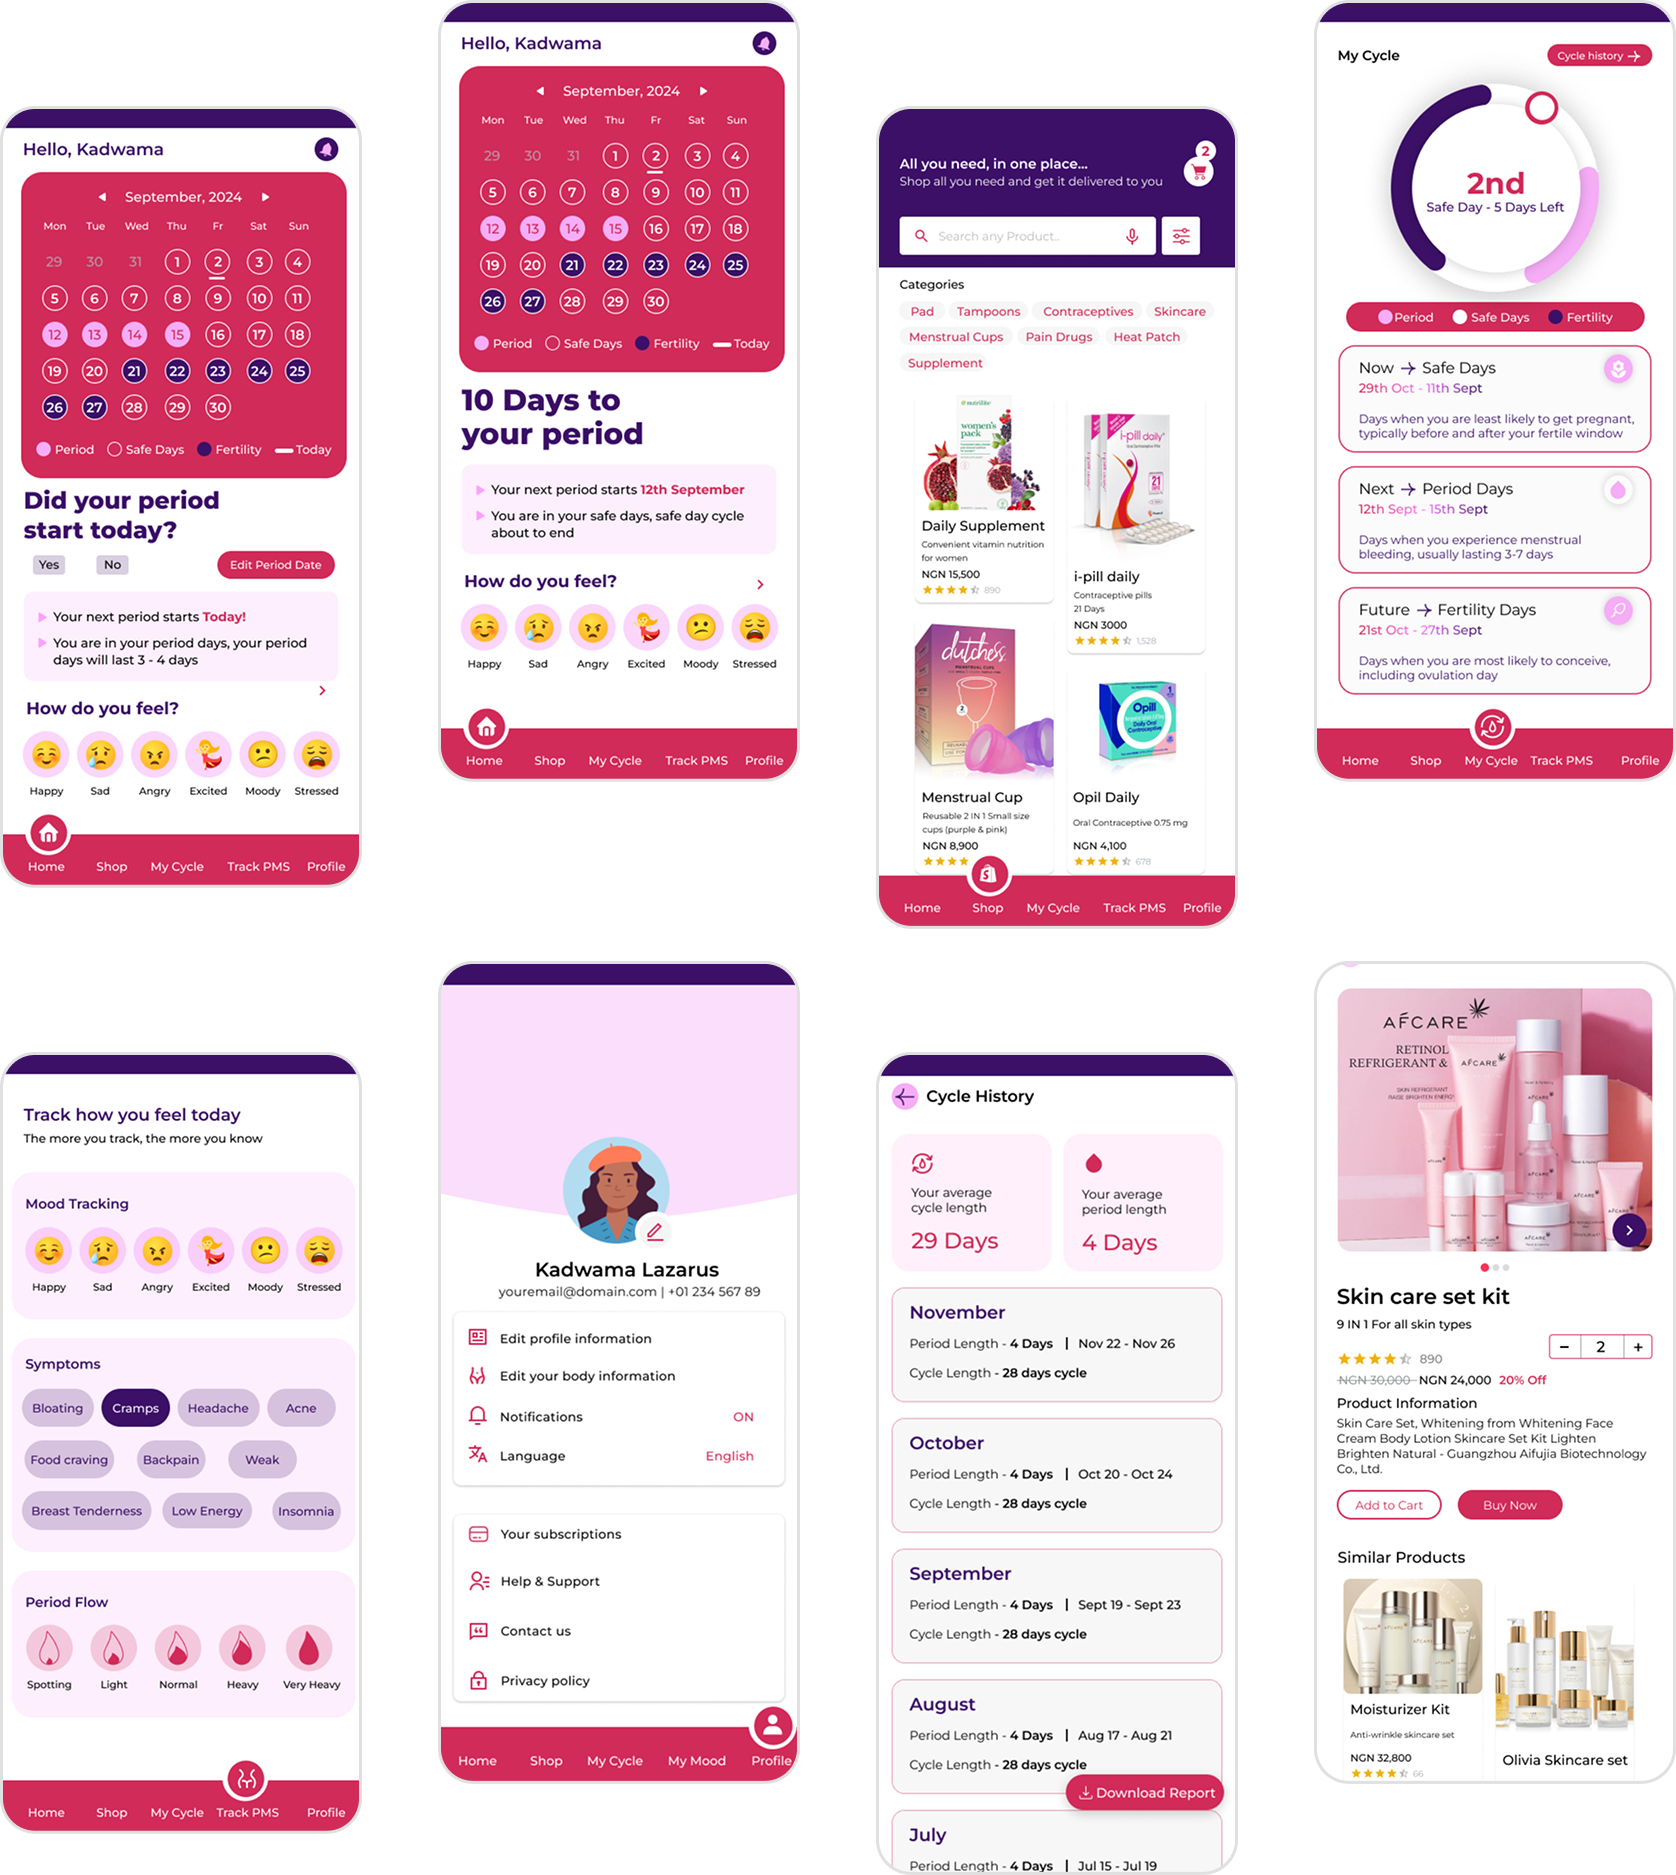 Hello, Kadwama
September, 2024
Mon Tue Wed Thu Fr Sat Sun
29 30 31 1 2 3 4
5 6 7 8 9 10 11
12 13 14 15 16 17 18
19 20 21 22 23 24 25
26 27 28 29 30
Period Safe Days Fertility Today
Did your period
start today?
Yes No Edit Period Date
Your next period starts Today!
You are in your period days, your period
days will last 3 - 4 days
How do you feel?
Happy Sad Angry Excited Moody Stressed
Home Shop My Cycle Track PMS Profile
Hello, Kadwama
September, 2024
Mon Tue Wed Thu Fr Sat Sun
29 30 31 1 2 3 4
5 6 7 8 9 10 11
12 13 14 15 16 17 18
19 20 21 22 23 24 25
26 27 28 29 30
Period Safe Days Fertility Today
10 Days to
your period
Your next period starts 12th September
You are in your safe days, safe day cycle
about to end
How do you feel?
Happy Sad Angry Excited Moody Stressed
Home Shop My Cycle Track PMS Profile
2
All you need, in one place...
Shop all you need and get it delivered to you
Search any Product..
Categories
Pad Tampoons Contraceptives Skincare
Menstrual Cups Pain Drugs Heat Patch
Supplement
nutrilite
women's
pack
Daily Supplement
Convenient vitamin nutrition
for women
NGN 15,500
890
i-pill daily
21
DAYS
i-pill daily
Contraceptive pills
21 Days
NGN 3000
1,528
dutchess
MENSTRUAL CUPS
2
Menstrual Cup
Reusable 2 IN 1 Small size
cups (purple & pink)
NGN 8,900
Opill
Daily Oral
Contraceptive
Opil Daily
Oral Contraceptive 0.75 mg
NGN 4,100
678
Home Shop My Cycle Track PMS Profile
My Cycle Cycle history
2nd
Safe Day - 5 Days Left
Period Safe Days Fertility
Now Safe Days
29th Oct - 11th Sept
Days when you are least likely to get pregnant,
typically before and after your fertile window
Next Period Days
12th Sept - 15th Sept
Days when you experience menstrual
bleeding, usually lasting 3-7 days
Future Fertility Days
21st Oct - 27th Sept
Days when you are most likely to conceive,
including ovulation day
Home Shop My Cycle Track PMS Profile
Track how you feel today
The more you track, the more you know
Mood Tracking
Happy Sad Angry Excited Moody Stressed
Symptoms
Bloating Cramps Headache Acne
Food craving Backpain Weak
Breast Tenderness Low Energy Insomnia
Period Flow
Spotting Light Normal Heavy Very Heavy
Home Shop My Cycle Track PMS Profile
Kadwama Lazarus
youremail@domain.com | +01 234 567 89
Edit profile information
Edit your body information
Notifications ON
Language English
Your subscriptions
Help & Support
Contact us
Privacy policy
Home Shop My Cycle My Mood Profile
Cycle History
Your average
cycle length
29 Days
Your average
period length
4 Days
November
Period Length - 4 Days | Nov 22 - Nov 26
Cycle Length - 28 days cycle
October
Period Length - 4 Days | Oct 20 - Oct 24
Cycle Length - 28 days cycle
September
Period Length - 4 Days | Sept 19 - Sept 23
Cycle Length - 28 days cycle
August
Period Length - 4 Days | Aug 17 - Aug 21
Cycle Length - 28 days cycle
Download Report
July
Period Length - 4 Days | Jul 15 - Jul 19
AFCARE
RETINOL
REFRIGERANT &
SKIN REFRIGERANT
RAISE BRIGHTEN ENERGY
AFCARE
AFCARE
AFCARE
Skin care set kit
9 IN 1 For all skin types
890
- 2 +
NGN 30,000 NGN 24,000 20% Off
Product Information
Skin Care Set, Whitening from Whitening Face
Cream Body Lotion Skincare Set Kit Lighten
Brighten Natural - Guangzhou Aifujia Biotechnology
Co., Ltd.
Add to Cart Buy Now
Similar Products
AFCARE
Moisturizer Kit
Anti-wrinkle skincare set
NGN 32,800
66
Olivia Skincare set